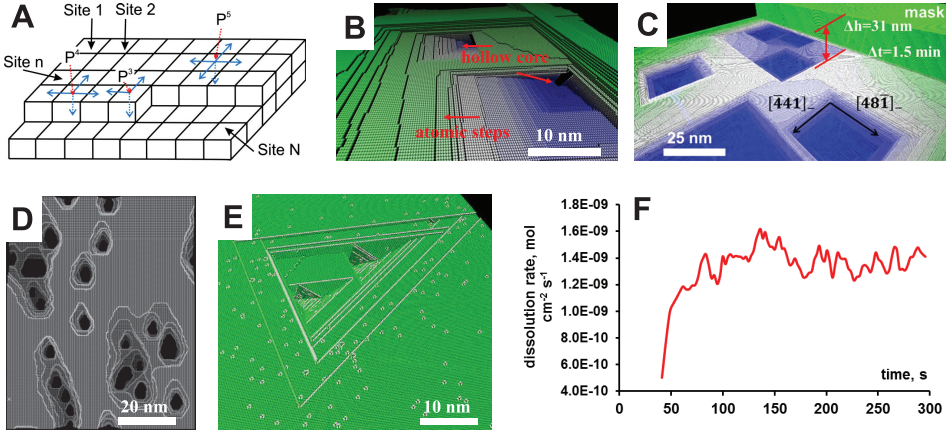 A
Site 1
Site 2
P⁵
Site n
P⁴
P³
Site N
B
hollow core
atomic steps
10 nm
C
mask
Δh=31 nm
Δt=1.5 min
[4̅41]_
[481̅]_
25 nm
D
20 nm
E
10 nm
F
dissolution rate, mol
cm⁻² s⁻¹
1.8E-09
1.6E-09
1.4E-09
1.2E-09
1.0E-09
8.0E-10
6.0E-10
4.0E-10
time, s
0
50
100
150
200
250
300